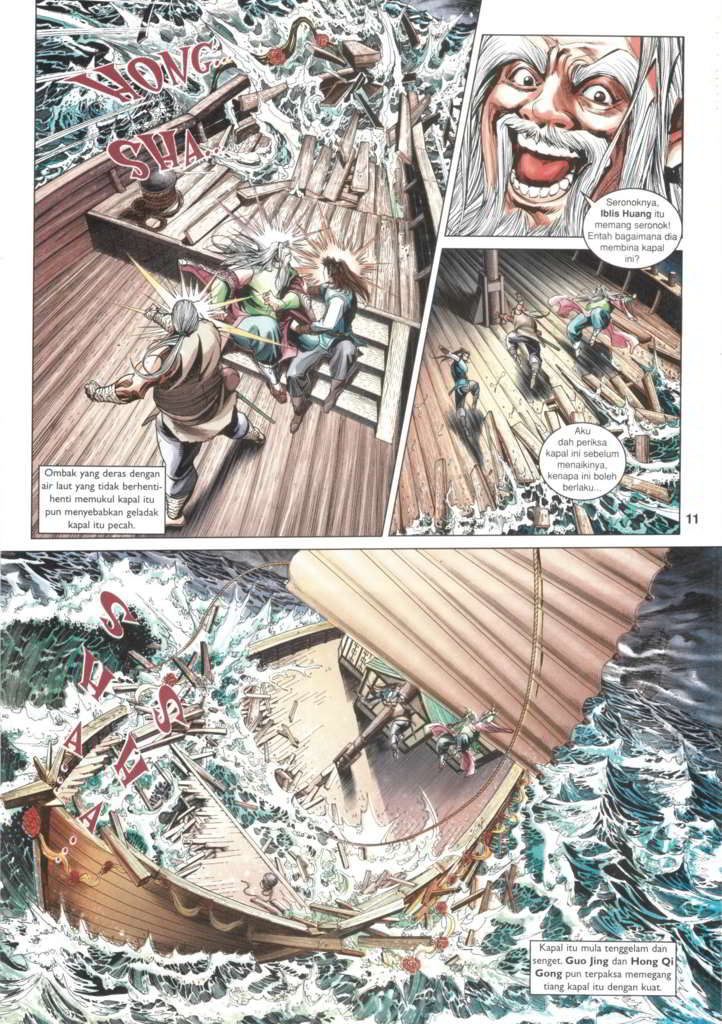 HONG...
SHA...
Ombak yang deras dengan
air laut yang tidak berhenti-
henti memukul kapal itu
pun menyebabkan geladak
kapal itu pecah.
Seronoknya,
Iblis Huang itu
memang seronok!
Entah bagaimana dia
membina kapal
ini?
Aku
dah periksa
kapal ini sebelum
menaikinya,
kenapa ini boleh
berlaku...
11
SHAA
SHS
Kapal itu mula tenggelam dan
senget. Guo Jing dan Hong Qi
Gong pun terpaksa memegang
tiang kapal itu dengan kuat.